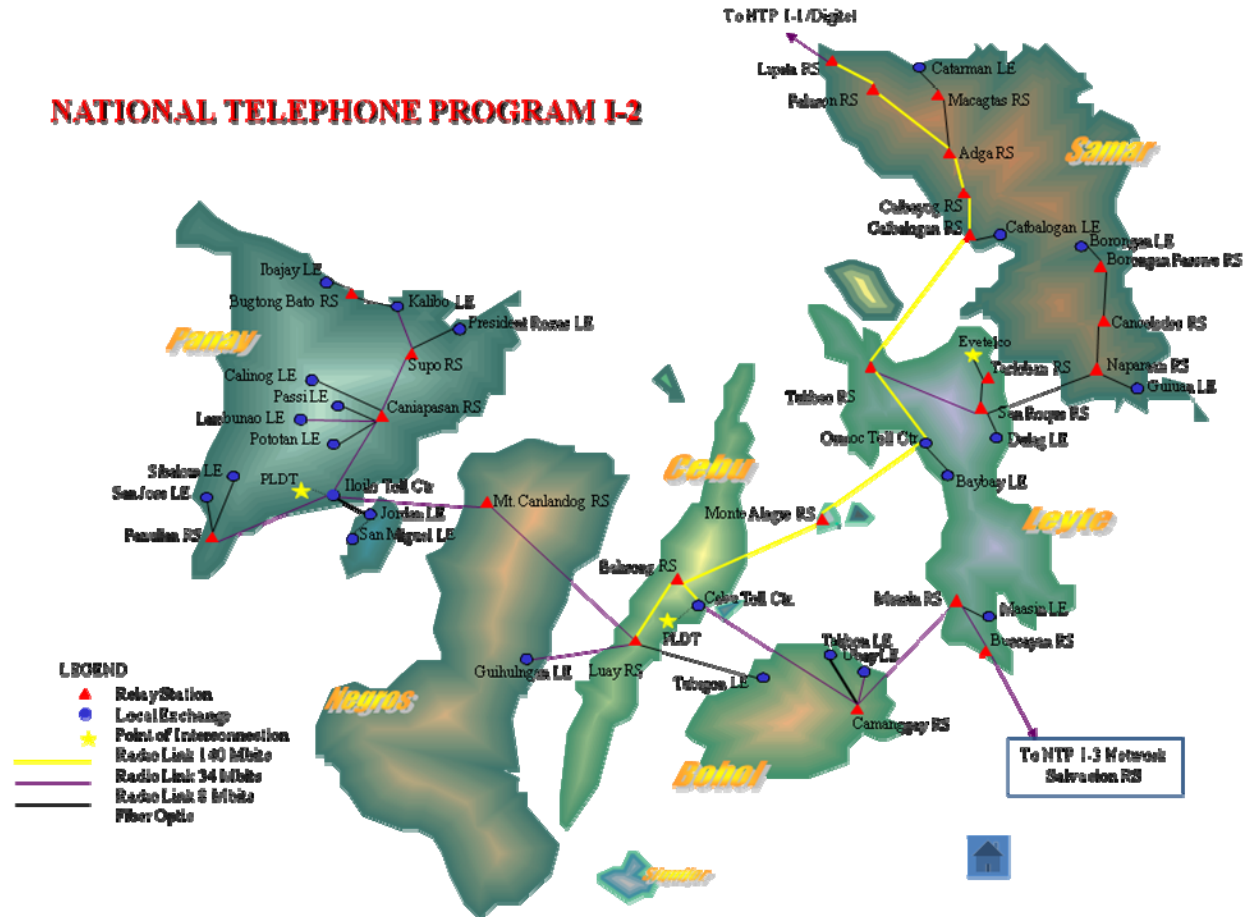 To NTP 1-1/Digitel
NATIONAL TELEPHONE PROGRAM I-2
Catarman LE
Macagtas RS
Adga RS
Samar
Calbayog RS
Catbalogan RS
Catbalogan LE
Borongan LE
Ibajay LE
Bugtong Bato RS
Kalibo LE
President Roxas LE
Panay
Supo RS
Calinog LE
Passi LE
Caniapasan RS
Lambunao LE
Pototan LE
Evetelco
Tacloban RS
Naparaan RS
Guiuan LE
San Roque RS
Dulag LE
Ormoc Toll Ctr
Baybay LE
Sibalom LE
San Jose LE
PLDT
Iloilo Toll Ctr
Jordan LE
San Miguel LE
Mt. Canlandog RS
Cebu
Monte Alegre RS
Leyte
Cebu Toll Ctr.
PLDT
Maasin RS
Maasin LE
Ubay LE
Guihulngan LE
Luay RS
Tubigon LE
Negros
Camanggay RS
Bohol
LEGEND
Relay Station
Local Exchange
Point of Interconnection
Radio Link 140 Mbits
Radio Link 34 Mbits
Radio Link 8 Mbits
Fiber Optic
To NTP 1-3 Network
Salvacion RS